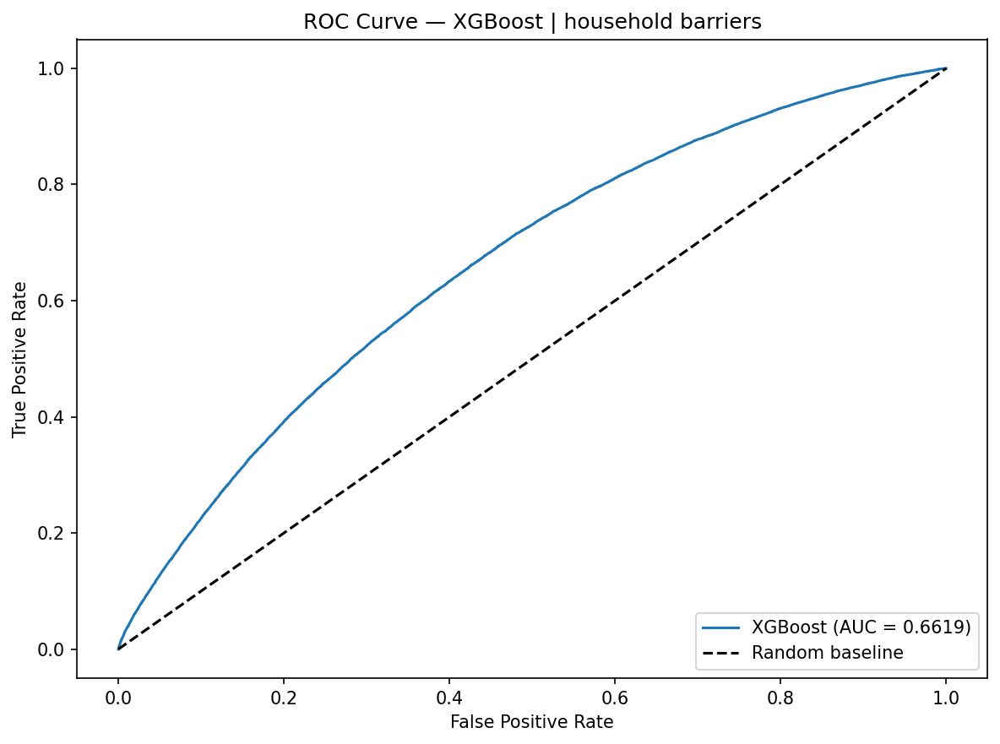 ROC Curve — XGBoost | household barriers
True Positive Rate
1.0
0.8
0.6
0.4
0.2
0.0
XGBoost (AUC = 0.6619)
Random baseline
0.0 0.2 0.4 0.6 0.8 1.0
False Positive Rate